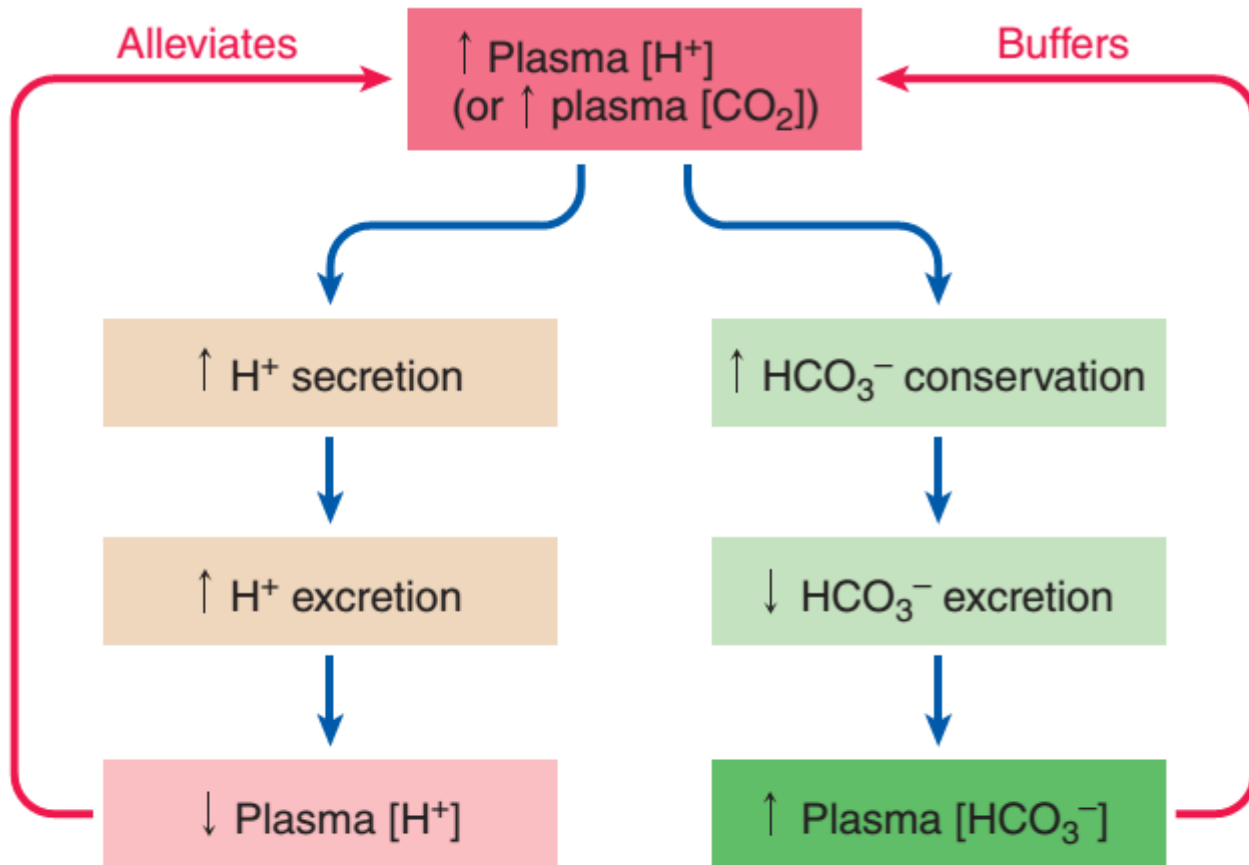 Alleviates
↑ Plasma [H⁺]
(or ↑ plasma [CO₂])
Buffers
↑ H⁺ secretion
↑ HCO₃⁻ conservation
↑ H⁺ excretion
↓ HCO₃⁻ excretion
↓ Plasma [H⁺]
↑ Plasma [HCO₃⁻]